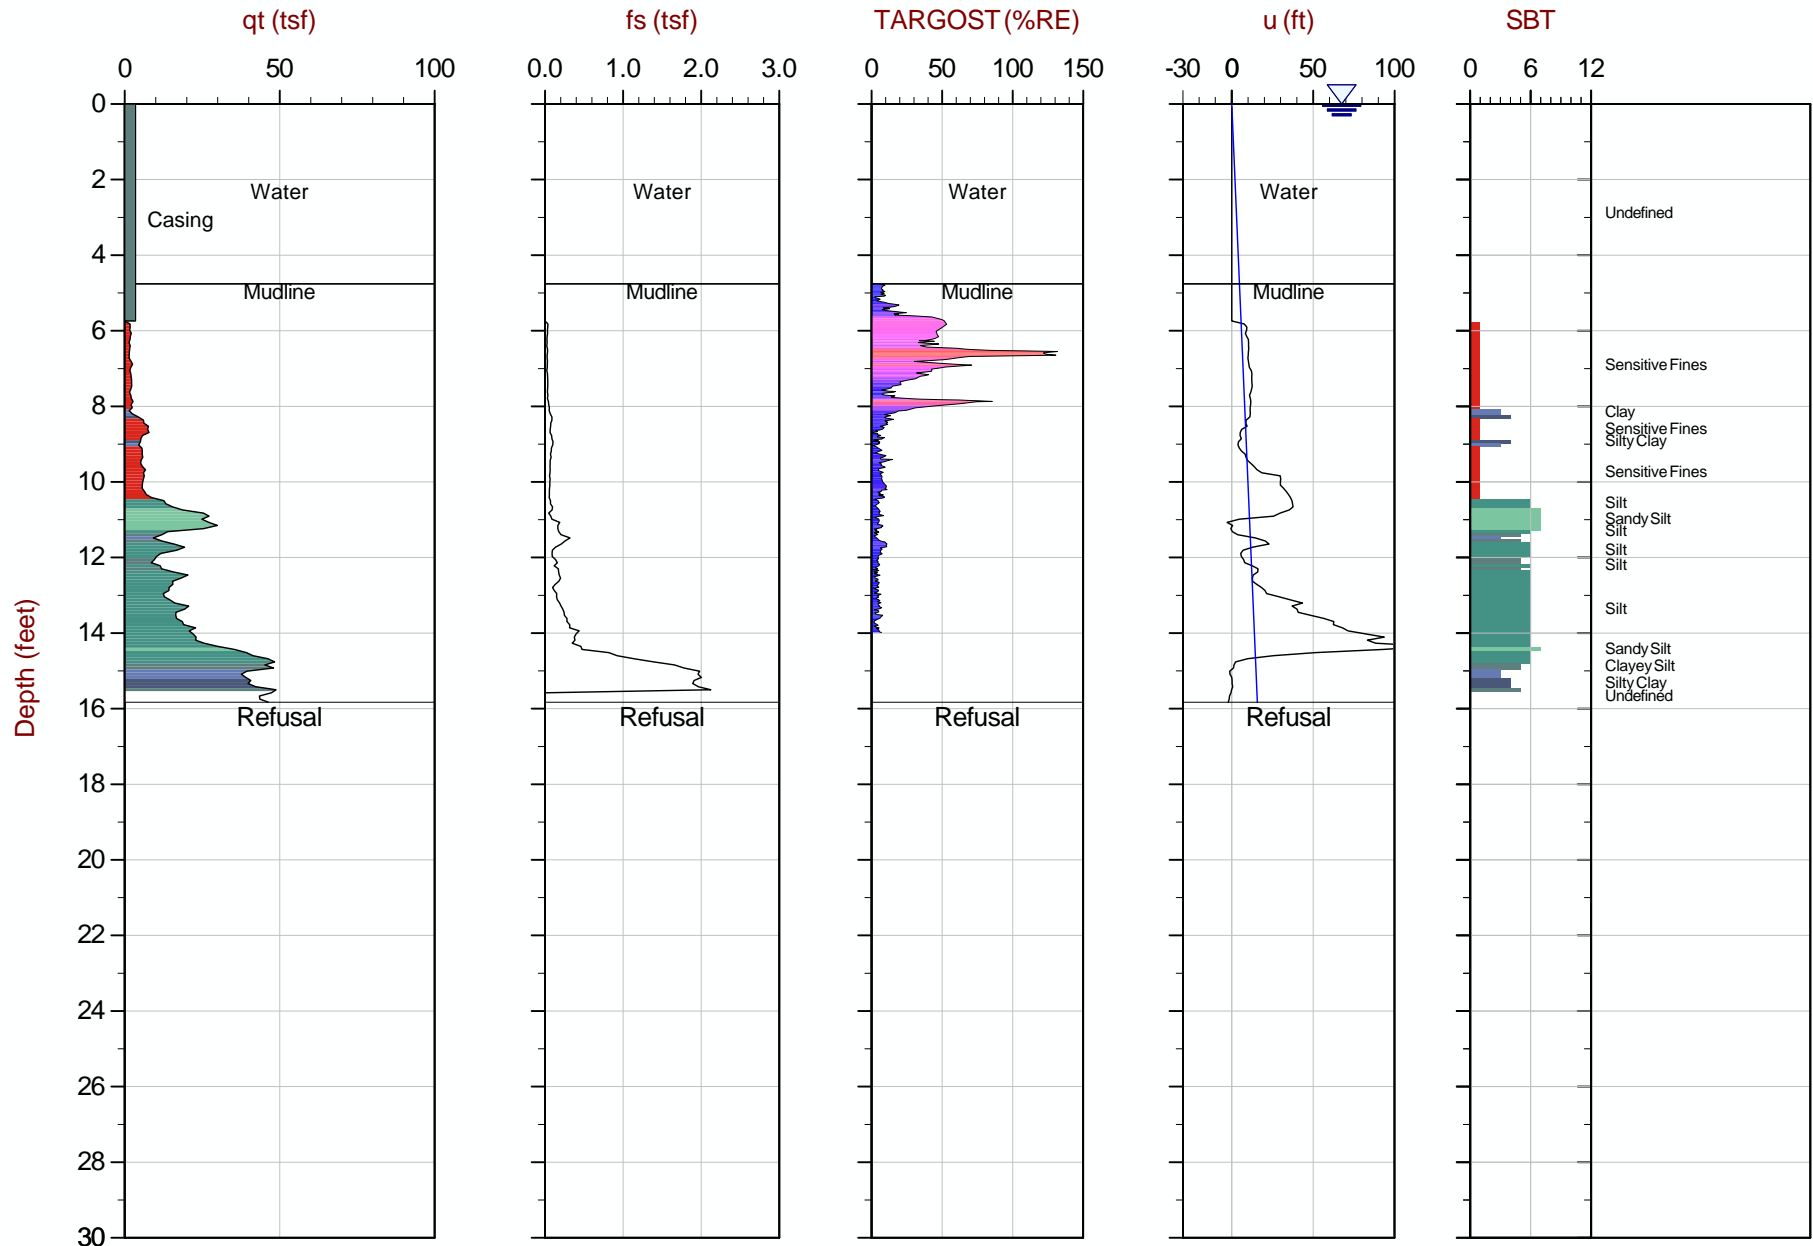 qt (tsf) fs (tsf) TARGOST (%RE) u (ft) SBT
0 50 100 0.0 1.0 2.0 3.0 0 50 100 150 -30 0 50 100 0 6 12
0
2
Water Water Water Water
Undefined
Casing
4
Mudline Mudline Mudline Mudline
6
Sensitive Fines
8
Clay
Sensitive Fines
Silty Clay
Sensitive Fines
10
Silt
Sandy Silt
Silt
Silt
12
Silt
Silt
14
Sandy Silt
Clayey Silt
Silty Clay
Undefined
16
Refusal Refusal Refusal Refusal
18
20
22
24
26
28
30
Depth (feet)